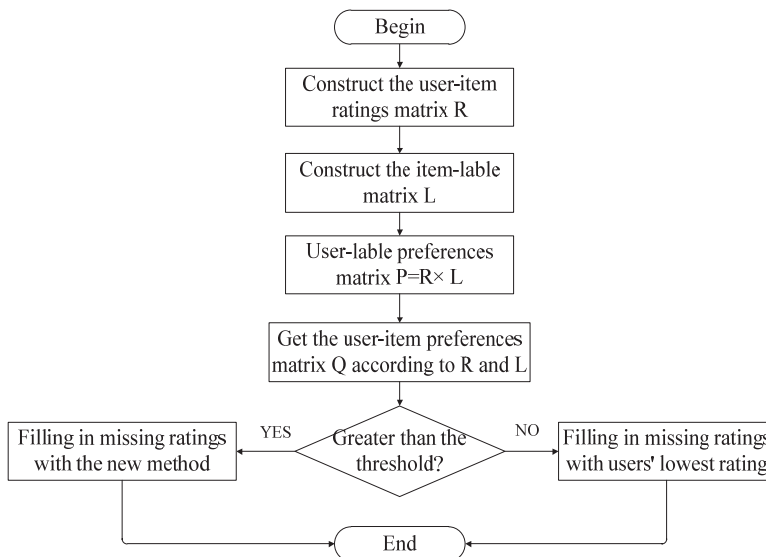 Begin
Construct the user-item
ratings matrix R
Construct the item-lable
matrix L
User-lable preferences
matrix P=R× L
Get the user-item preferences
matrix Q according to R and L
Greater than the
threshold?
YES
NO
Filling in missing ratings
with the new method
Filling in missing ratings
with users' lowest rating
End